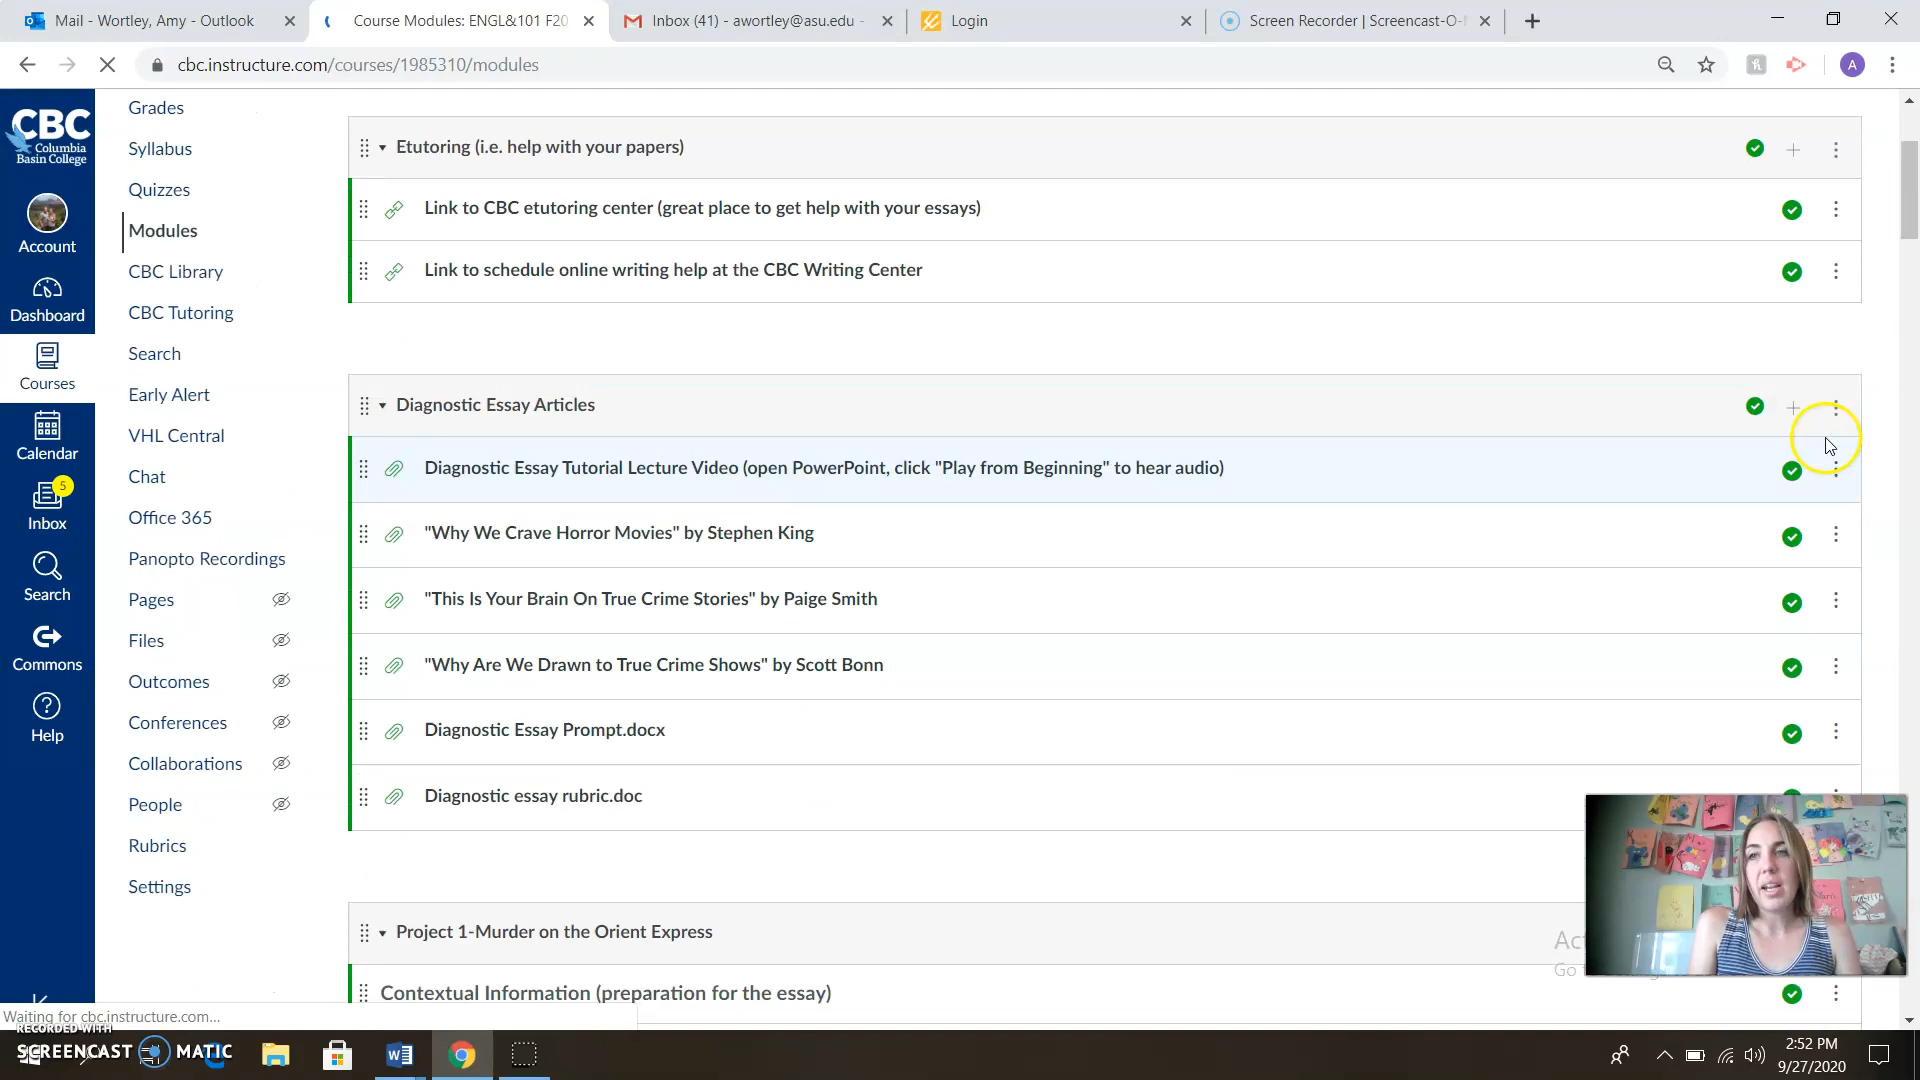 Mail - Wortley, Amy - Outlook
Course Modules: ENGL&101 F20
Inbox (41) - awortley@asu.edu -
Login
Screen Recorder | Screencast-O-
cbc.instructure.com/courses/1985310/modules
A
CBC
Columbia
Basin College
Account
Dashboard
Courses
Calendar
5
Inbox
Search
Commons
Help
Grades
Syllabus
Quizzes
Modules
CBC Library
CBC Tutoring
Search
Early Alert
VHL Central
Chat
Office 365
Panopto Recordings
Pages
Files
Outcomes
Conferences
Collaborations
People
Rubrics
Settings
Etutoring (i.e. help with your papers)
Link to CBC etutoring center (great place to get help with your essays)
Link to schedule online writing help at the CBC Writing Center
Diagnostic Essay Articles
Diagnostic Essay Tutorial Lecture Video (open PowerPoint, click "Play from Beginning" to hear audio)
"Why We Crave Horror Movies" by Stephen King
"This Is Your Brain On True Crime Stories" by Paige Smith
"Why Are We Drawn to True Crime Shows" by Scott Bonn
Diagnostic Essay Prompt.docx
Diagnostic essay rubric.doc
Project 1-Murder on the Orient Express
Contextual Information (preparation for the essay)
Go
Waiting for cbc.instructure.com...
RECORDED WITH
SCREENCAST MATIC
2:52 PM
9/27/2020